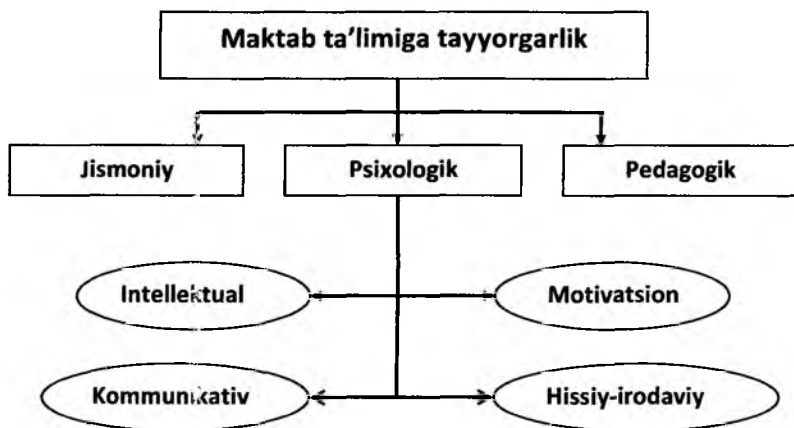 Maktab ta'limiga tayyorgarlik
Jismoniy
Psixologik
Pedagogik
Intellektual
Motivatsion
Kommunikativ
Hissiy-irodaviy